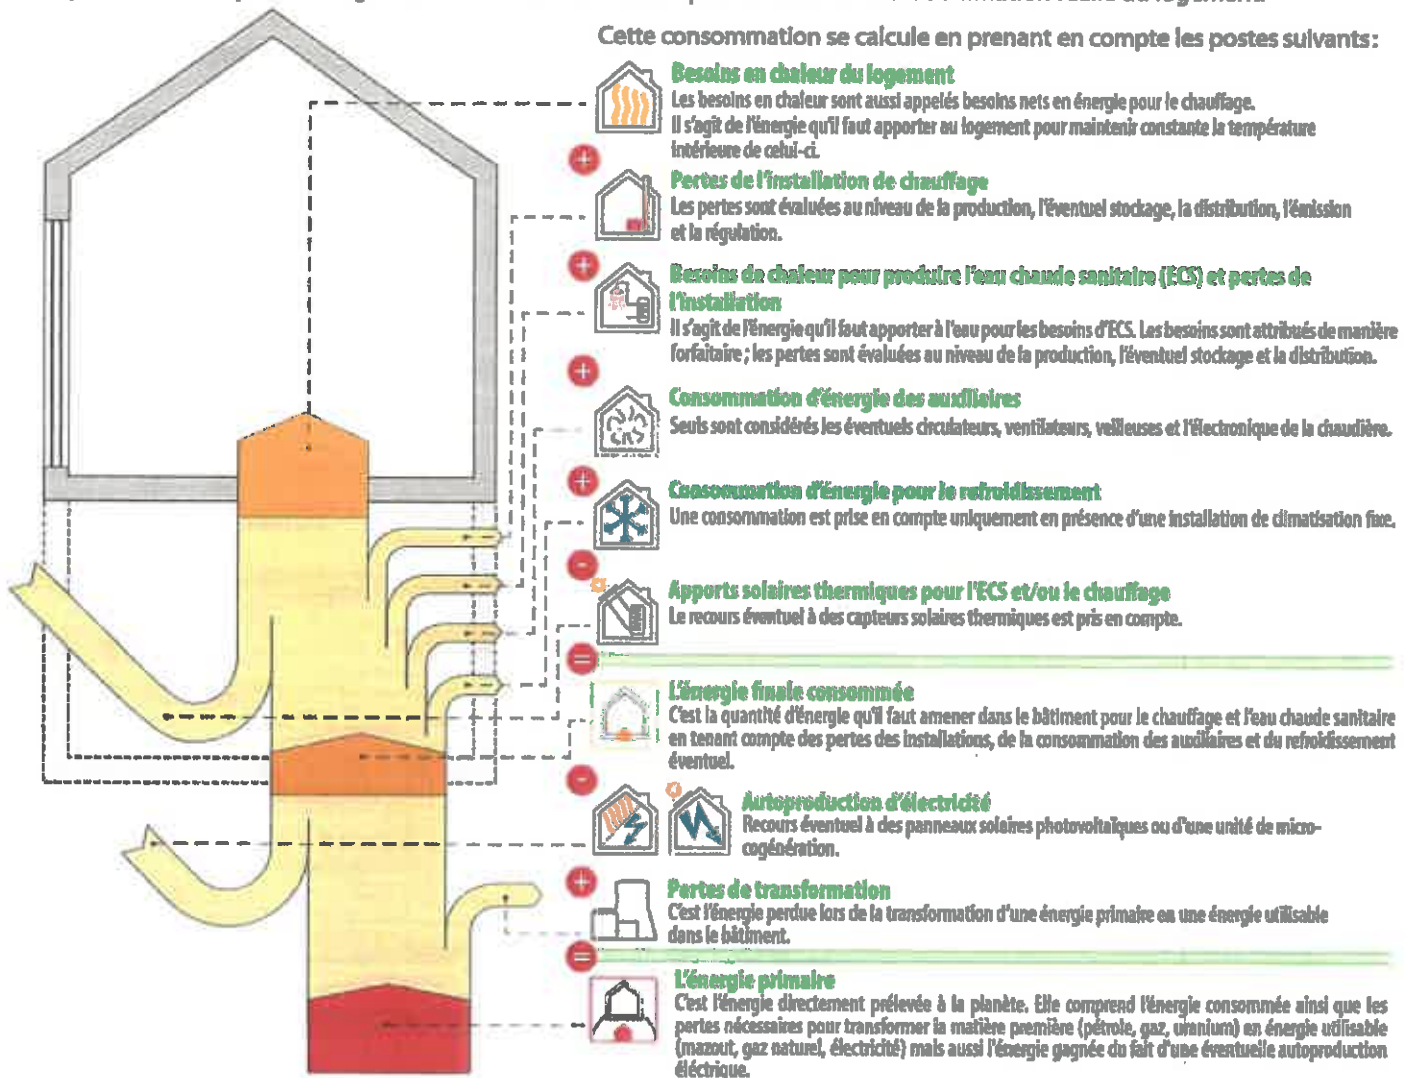 Cette consommation se calcule en prenant en compte les postes suivants:
Besoins en chaleur du logement
Les besoins en chaleur sont aussi appelés besoins nets en énergie pour le chauffage.
Il s'agit de l'énergie qu'il faut apporter au logement pour maintenir constante la température
intérieure de celui-ci.
+
Pertes de l'installation de chauffage
Les pertes sont évaluées au niveau de la production, l'éventuel stockage, la distribution, l'émission
et la régulation.
+
Besoins de chaleur pour produire l'eau chaude sanitaire (ECS) et pertes de
l'installation
Il s'agit de l'énergie qu'il faut apporter à l'eau pour les besoins d'ECS. Les besoins sont attribués de manière
forfaitaire ; les pertes sont évaluées au niveau de la production, l'éventuel stockage et la distribution.
+
Consommation d'énergie des auxiliaires
Seuls sont considérés les éventuels circulateurs, ventilateurs, veilleuses et l'électronique de la chaudière.
+
Consommation d'énergie pour le refroidissement
Une consommation est prise en compte uniquement en présence d'une installation de climatisation fixe.
-
Apports solaires thermiques pour l'ECS et/ou le chauffage
Le recours éventuel à des capteurs solaires thermiques est pris en compte.
=
L'énergie finale consommée
C'est la quantité d'énergie qu'il faut amener dans le bâtiment pour le chauffage et l'eau chaude sanitaire
en tenant compte des pertes des installations, de la consommation des auxiliaires et du refroidissement
éventuel.
-
Autoproduction d'électricité
Recours éventuel à des panneaux solaires photovoltaïques ou d'une unité de micro-
cogénération.
+
Pertes de transformation
C'est l'énergie perdue lors de la transformation d'une énergie primaire en une énergie utilisable
dans le bâtiment.
=
L'énergie primaire
C'est l'énergie directement prélevée à la planète. Elle comprend l'énergie consommée ainsi que les
pertes nécessaires pour transformer la matière première (pétrole, gaz, uranium) en énergie utilisable
(mazout, gaz naturel, électricité) mais aussi l'énergie gagnée du fait d'une éventuelle autoproduction
éléctrique.